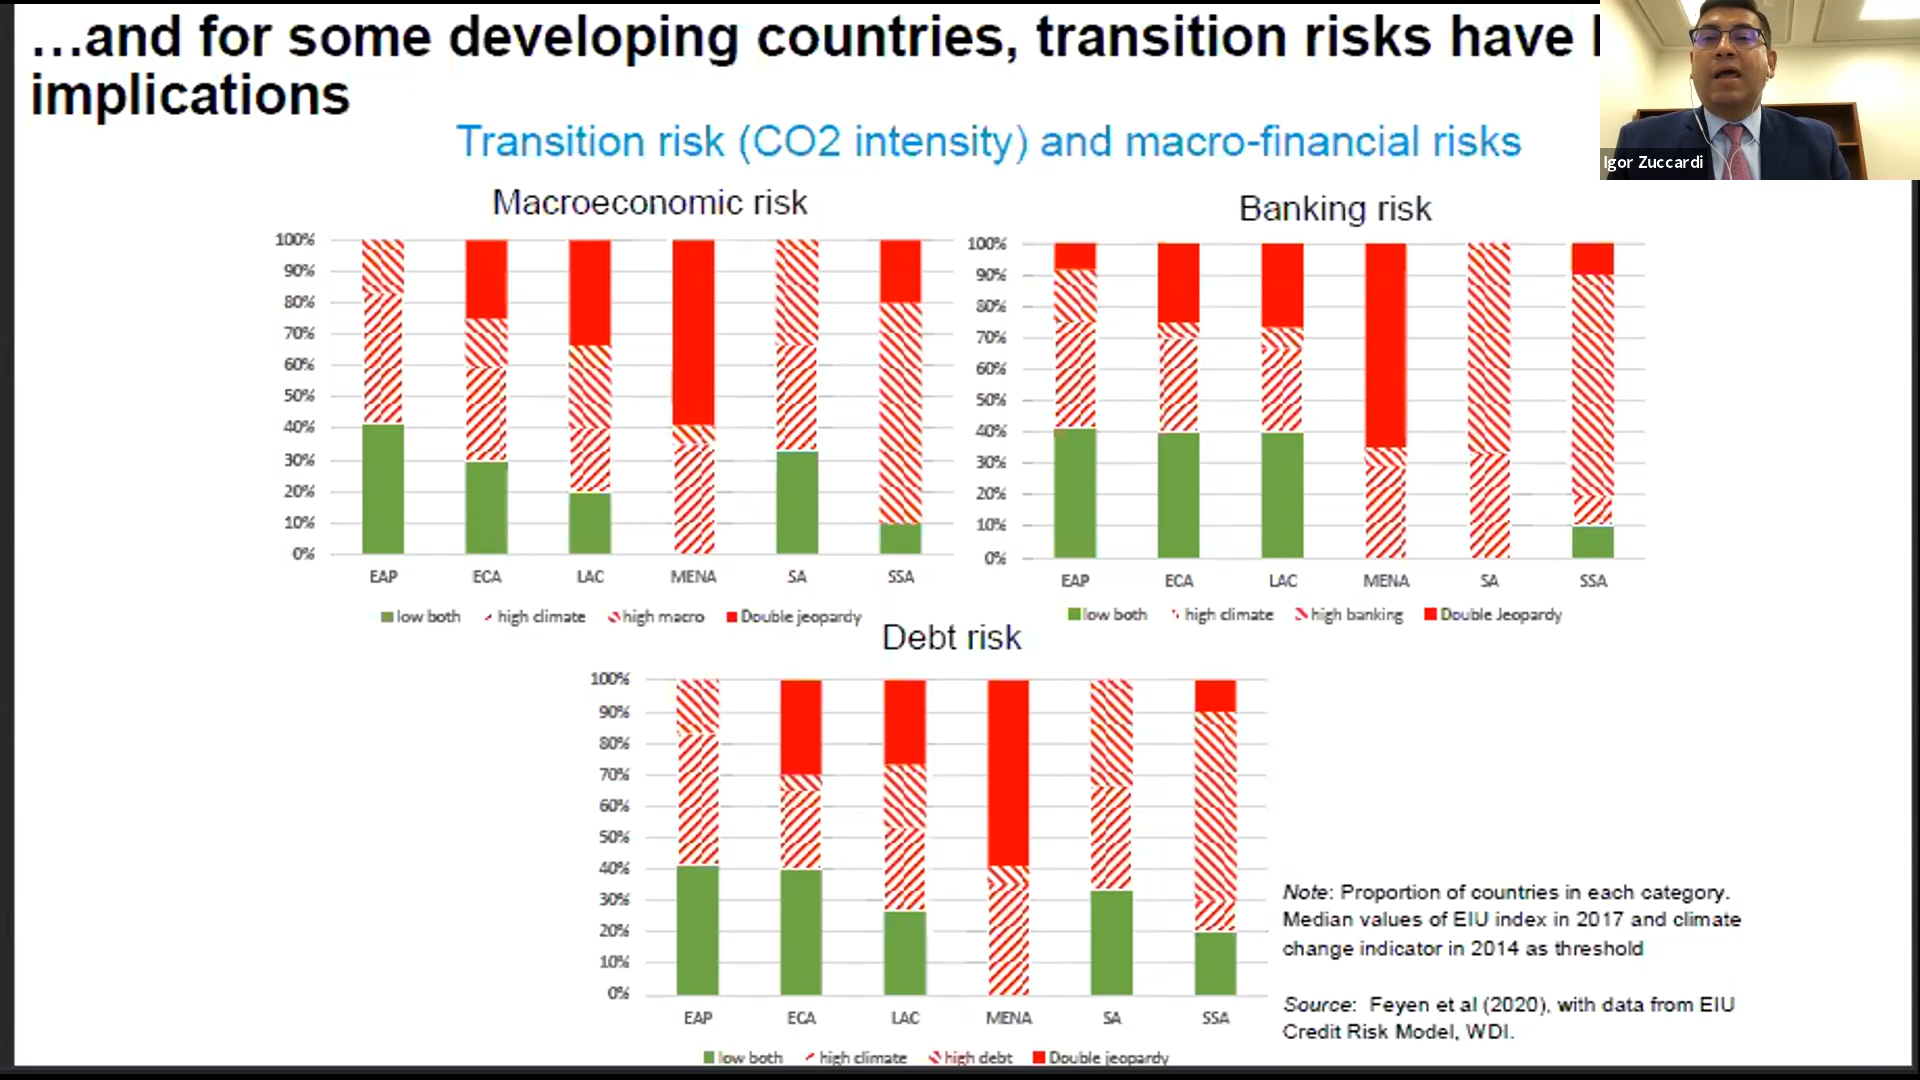 ...and for some developing countries, transition risks have
implications
Igor Zuccardi
Transition risk (CO2 intensity) and macro-financial risks
Macroeconomic risk
100%
90%
80%
70%
60%
50%
40%
30%
20%
10%
0%
EAP ECA LAC MENA SA SSA
low both high climate high macro Double jeopardy
Banking risk
100%
90%
80%
70%
60%
50%
40%
30%
20%
10%
0%
EAP ECA LAC MENA SA SSA
low both high climate high banking Double Jeopardy
Debt risk
100%
90%
80%
70%
60%
50%
40%
30%
20%
10%
0%
EAP ECA LAC MENA SA SSA
low both high climate high debt Double jeopardy
Note: Proportion of countries in each category.
Median values of EIU index in 2017 and climate
change indicator in 2014 as threshold
Source: Feyen et al (2020), with data from EIU
Credit Risk Model, WDI.